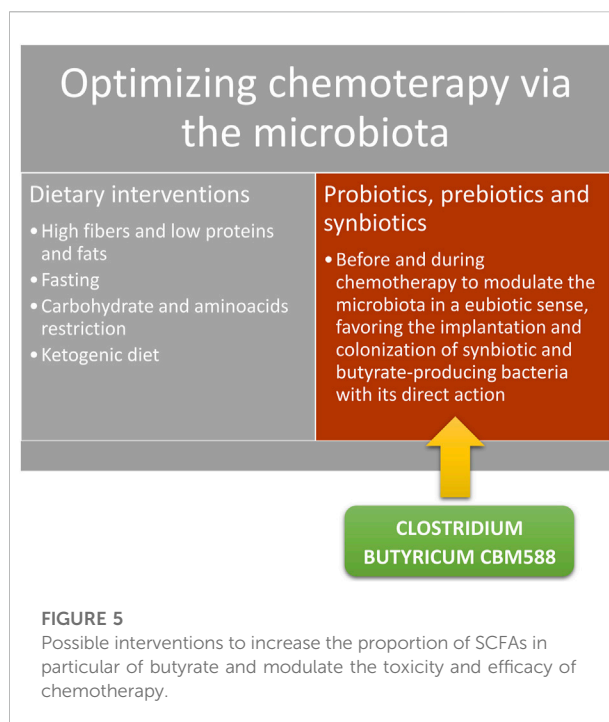 Optimizing chemoterapy via
the microbiota
Dietary interventions
•High fibers and low proteins
and fats
•Fasting
•Carbohydrate and aminoacids
restriction
•Ketogenic diet
Probiotics, prebiotics and
synbiotics
•Before and during
chemotherapy to modulate the
microbiota in a eubiotic sense,
favoring the implantation and
colonization of synbiotic and
butyrate-producing bacteria
with its direct action
CLOSTRIDIUM
BUTYRICUM CBM588
FIGURE 5
Possible interventions to increase the proportion of SCFAs in
particular of butyrate and modulate the toxicity and efficacy of
chemotherapy.